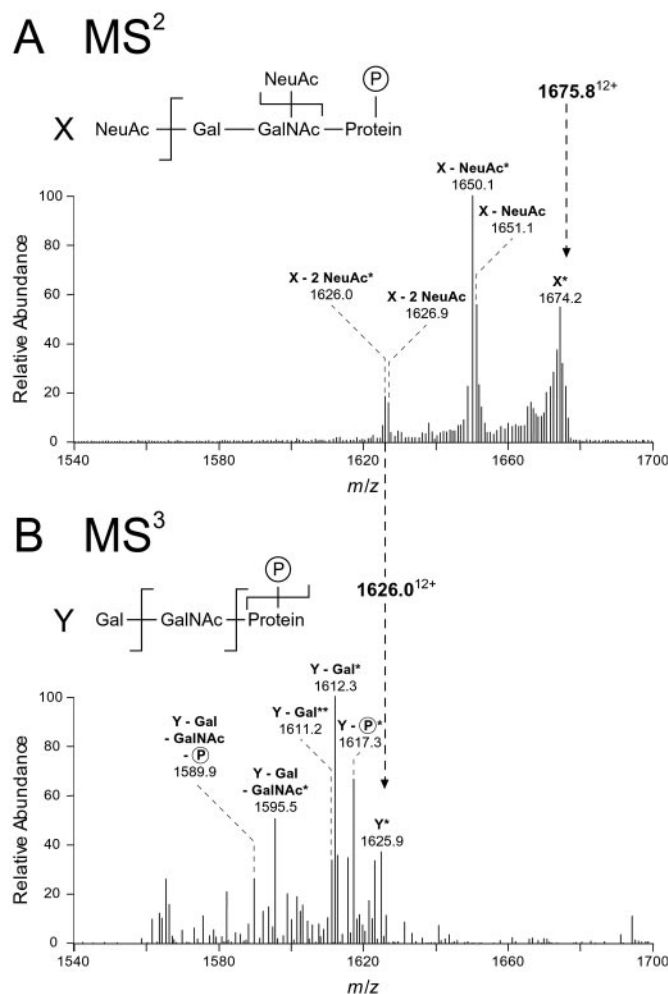 A MS²
NeuAc
Ⓟ
X NeuAc Gal GalNAc Protein
1675.8¹²⁺
X - NeuAc*
1650.1
X - NeuAc
1651.1
X - 2 NeuAc*
1626.0
X - 2 NeuAc
1626.9
X*
1674.2
Relative Abundance
100
80
60
40
20
0
1540 1580 1620 1660 1700
m/z
B MS³
Ⓟ
Y Gal GalNAc Protein
1626.0¹²⁺
Y - Gal*
1612.3
Y - Gal
- GalNAc
- Ⓟ
1589.9
Y - Gal**
1611.2
Y - Ⓟ*
1617.3
Y - Gal
- GalNAc*
1595.5
Y*
1625.9
Relative Abundance
100
80
60
40
20
0
1540 1580 1620 1660 1700
m/z